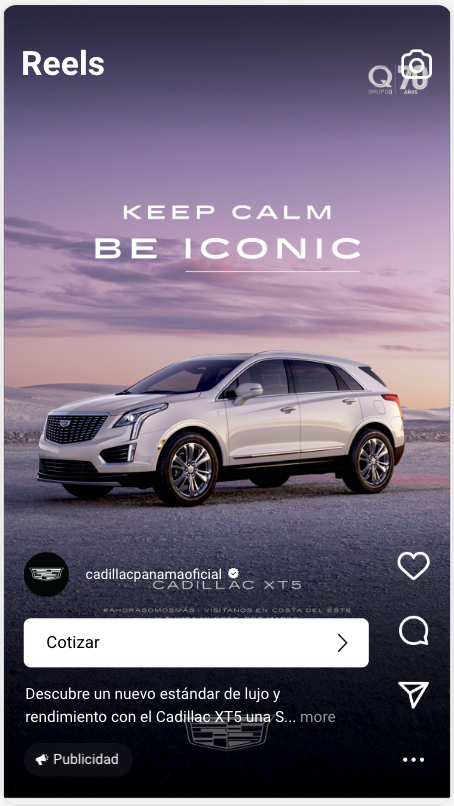 Reels
Q 70
GRUPO Q AÑOS
KEEP CALM
BE ICONIC
cadillacpanamaoficial
CADILLAC XT5
#AHORASOMOSMÁS | VISÍTANOS EN COSTA DEL ESTE
Cotizar
Descubre un nuevo estándar de lujo y
rendimiento con el Cadillac XT5 una S... more
Publicidad